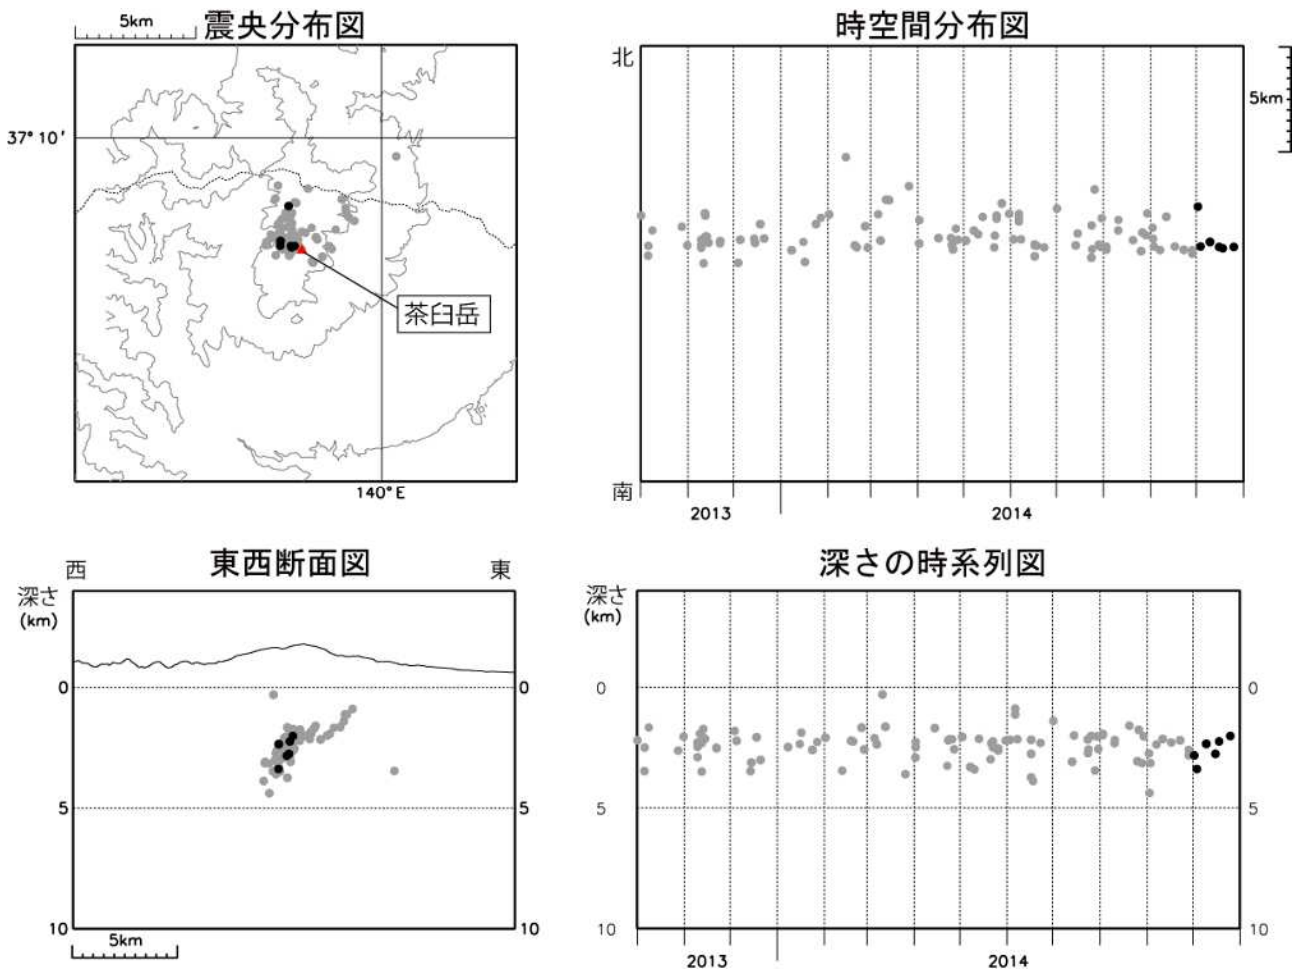 震央分布図
5km
37°10'
茶臼岳
140°E
時空間分布図
北
5km
南
2013
2014
東西断面図
西
東
深さ
(km)
0
0
5
5
10
10
5km
深さの時系列図
深さ
(km)
0
0
5
5
10
10
2013
2014